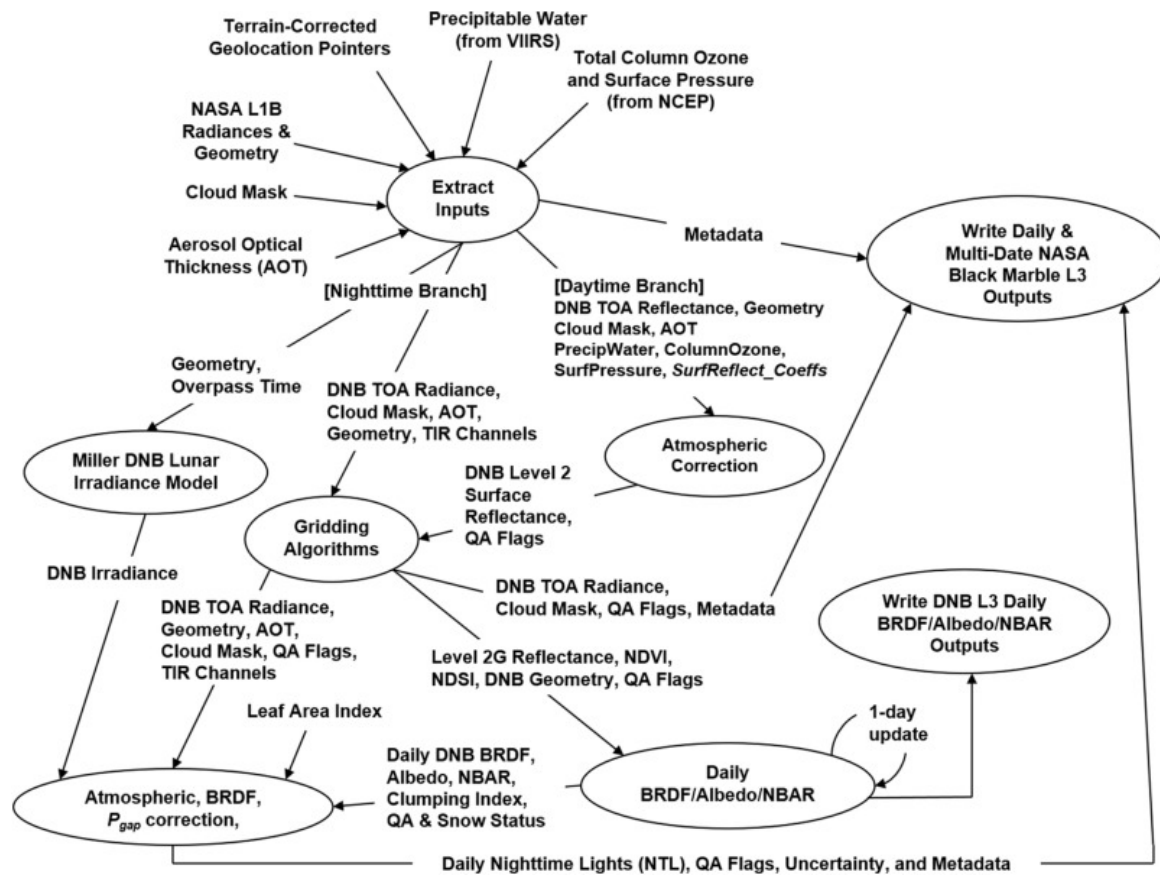 Terrain-Corrected
Geolocation Pointers
Precipitable Water
(from VIIRS)
Total Column Ozone
and Surface Pressure
(from NCEP)
NASA L1B
Radiances &
Geometry
Cloud Mask
Aerosol Optical
Thickness (AOT)
Extract
Inputs
Metadata
Write Daily &
Multi-Date NASA
Black Marble L3
Outputs
[Nighttime Branch]
[Daytime Branch]
DNB TOA Reflectance, Geometry
Cloud Mask, AOT
PrecipWater, ColumnOzone,
SurfPressure, SurfReflect_Coeffs
Geometry,
Overpass Time
DNB TOA Radiance,
Cloud Mask, AOT,
Geometry, TIR Channels
Miller DNB Lunar
Irradiance Model
Atmospheric
Correction
DNB Level 2
Surface
Reflectance,
QA Flags
Gridding
Algorithms
DNB Irradiance
DNB TOA Radiance,
Cloud Mask, QA Flags, Metadata
DNB TOA Radiance,
Geometry, AOT,
Cloud Mask, QA Flags,
TIR Channels
Write DNB L3 Daily
BRDF/Albedo/NBAR
Outputs
Level 2G Reflectance, NDVI,
NDSI, DNB Geometry, QA Flags
Leaf Area Index
1-day
update
Daily DNB BRDF,
Albedo, NBAR,
Clumping Index,
QA & Snow Status
Daily
BRDF/Albedo/NBAR
Atmospheric, BRDF,
Pgap correction,
Daily Nighttime Lights (NTL), QA Flags, Uncertainty, and Metadata